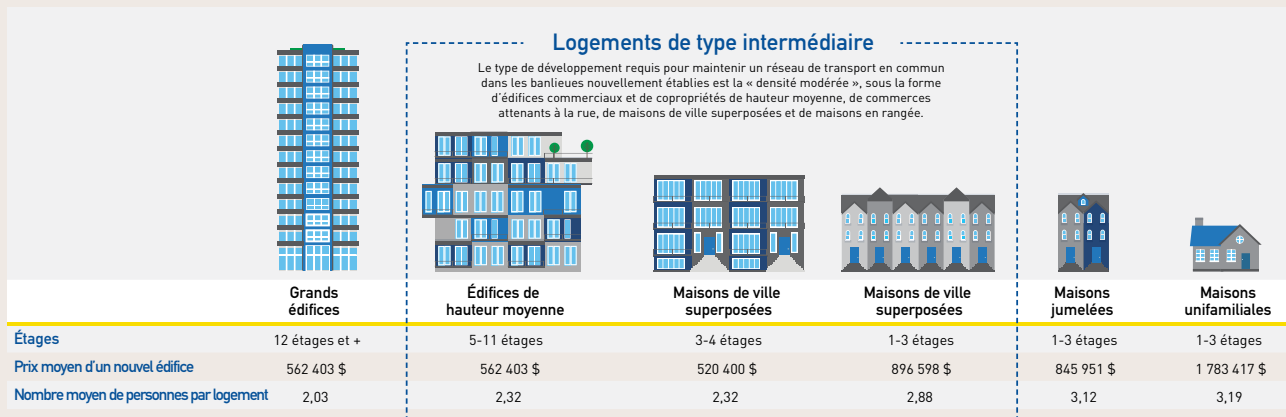 Logements de type intermédiaire
Le type de développement requis pour maintenir un réseau de transport en commun
dans les banlieues nouvellement établies est la « densité modérée », sous la forme
d'édifices commerciaux et de copropriétés de hauteur moyenne, de commerces
attenants à la rue, de maisons de ville superposées et de maisons en rangée.
Grands
édifices
Édifices de
hauteur moyenne
Maisons de ville
superposées
Maisons de ville
superposées
Maisons
jumelées
Maisons
unifamiliales
Étages 12 étages et + 5-11 étages 3-4 étages 1-3 étages 1-3 étages 1-3 étages
Prix moyen d'un nouvel édifice 562 403 $ 562 403 $ 520 400 $ 896 598 $ 845 951 $ 1 783 417 $
Nombre moyen de personnes par logement 2,03 2,32 2,32 2,88 3,12 3,19